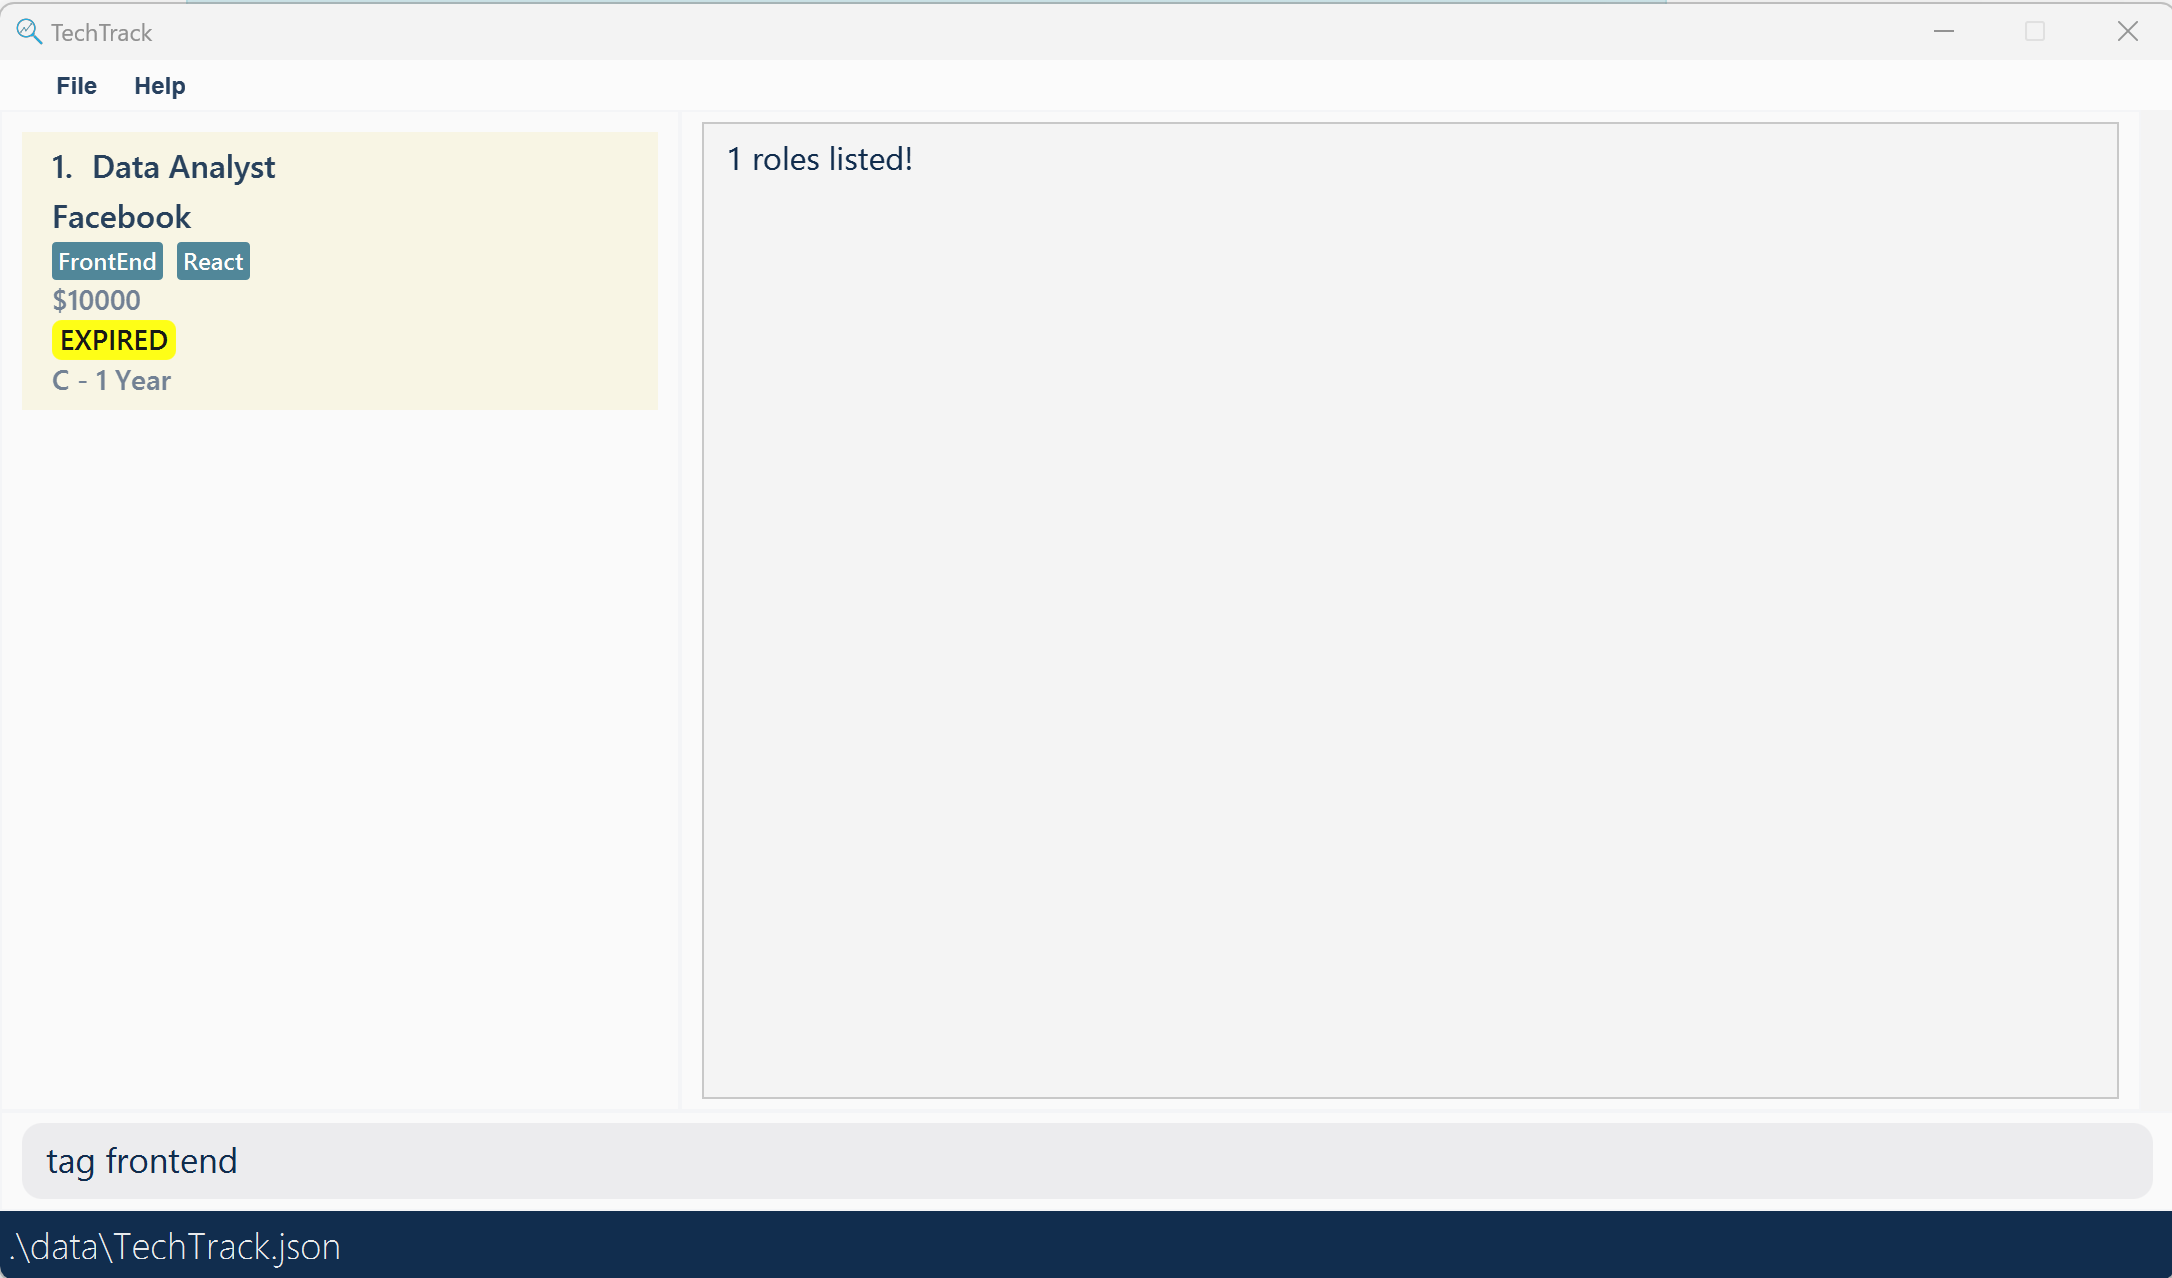 TechTrack
File Help
1. Data Analyst
Facebook
FrontEnd React
$10000
EXPIRED
C - 1 Year
1 roles listed!
tag frontend
.\data\TechTrack.json